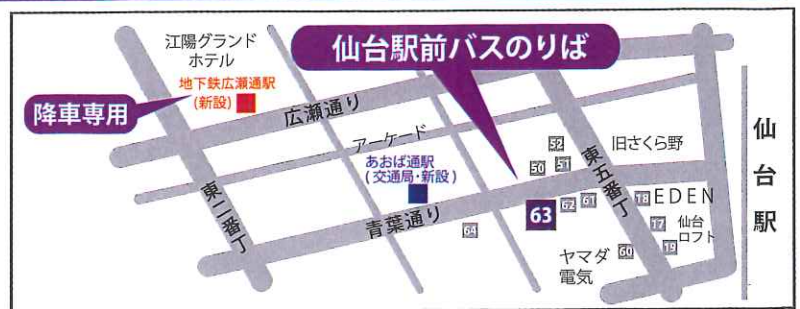 江陽グランド
ホテル
地下鉄広瀬通駅
(新設)
降車専用
仙台駅前バスのりば
広瀬通り
アーケード
あおば通駅
(交通局・新設)
青葉通り
東二番丁
東五番丁
旧さくら野
52
50
51
63
62
61
18
EDEN
17
仙台
ロフト
19
60
ヤマダ
電気
64
仙台駅